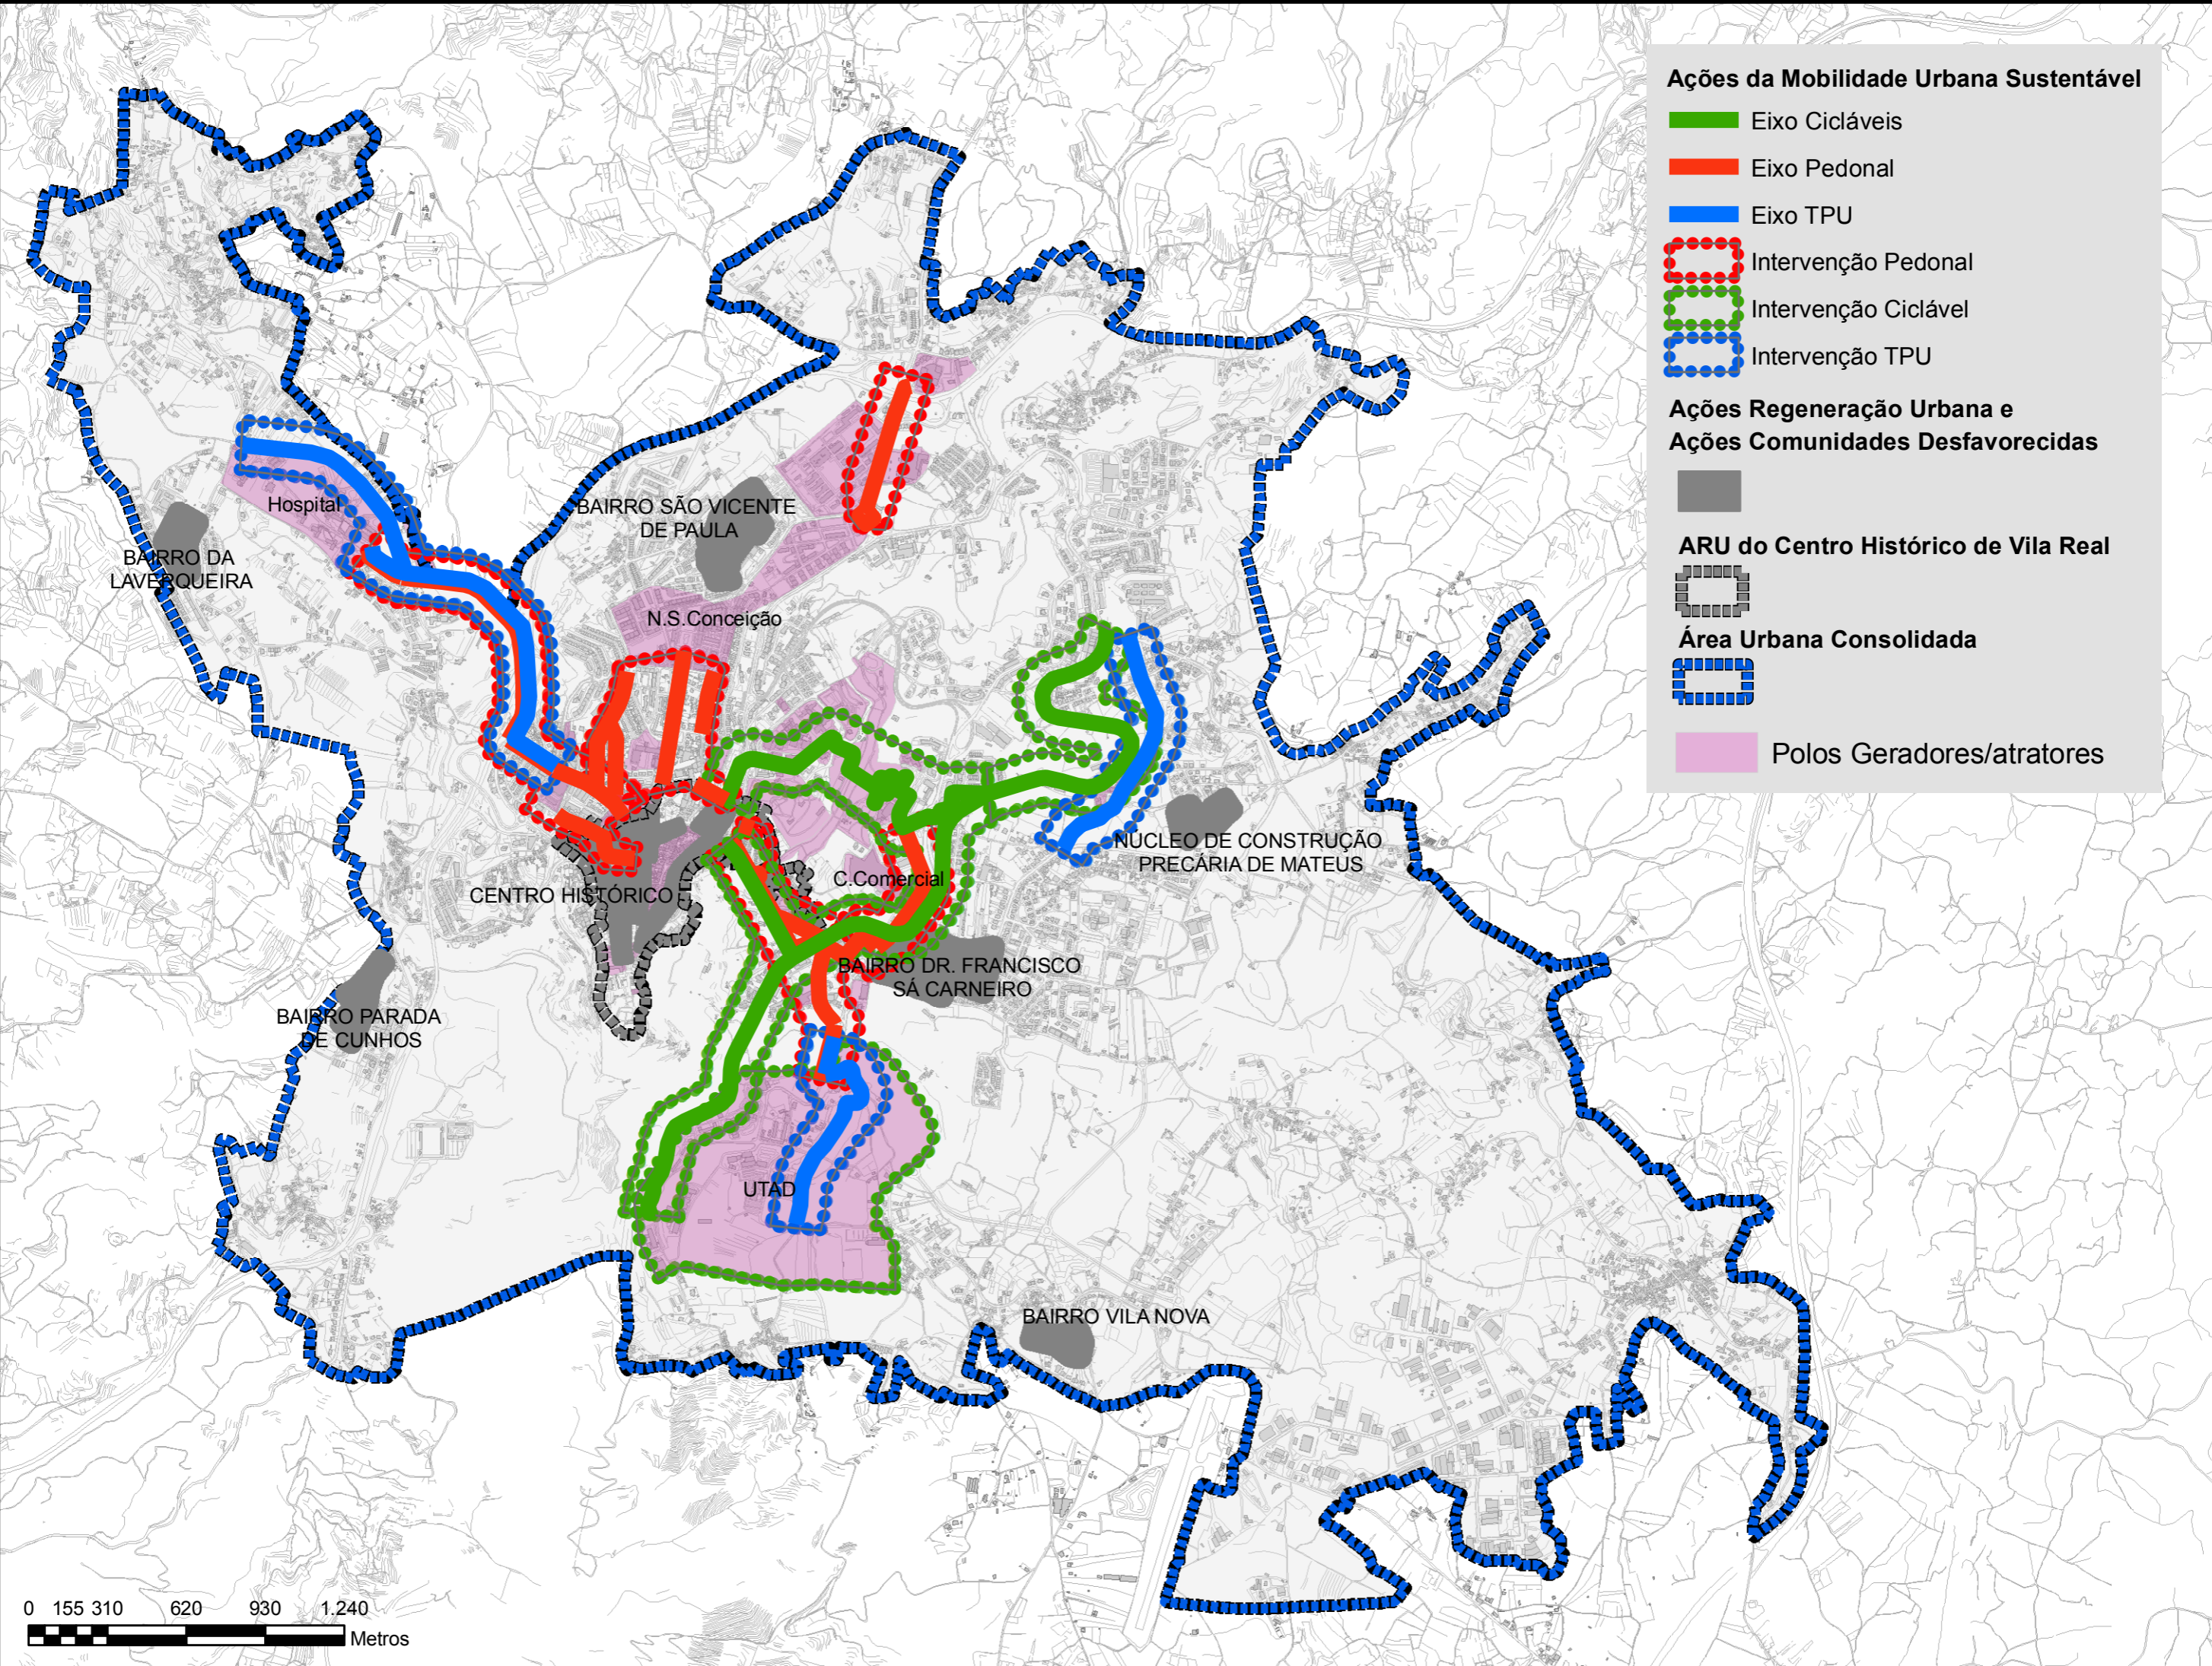 Ações da Mobilidade Urbana Sustentável
Eixo Cicláveis
Eixo Pedonal
Eixo TPU
Intervenção Pedonal
Intervenção Ciclável
Intervenção TPU
Ações Regeneração Urbana e
Ações Comunidades Desfavorecidas
ARU do Centro Histórico de Vila Real
Área Urbana Consolidada
Polos Geradores/atratores
Hospital
BAIRRO DA
LAVERQUEIRA
BAIRRO SÃO VICENTE
DE PAULA
N.S.Conceição
NÚCLEO DE CONSTRUÇÃO
PRECÁRIA DE MATEUS
C.Comercial
CENTRO HISTÓRICO
BAIRRO DR. FRANCISCO
SÁ CARNEIRO
BAIRRO PARADA
DE CUNHOS
UTAD
BAIRRO VILA NOVA
0 155 310 620 930 1.240
Metros